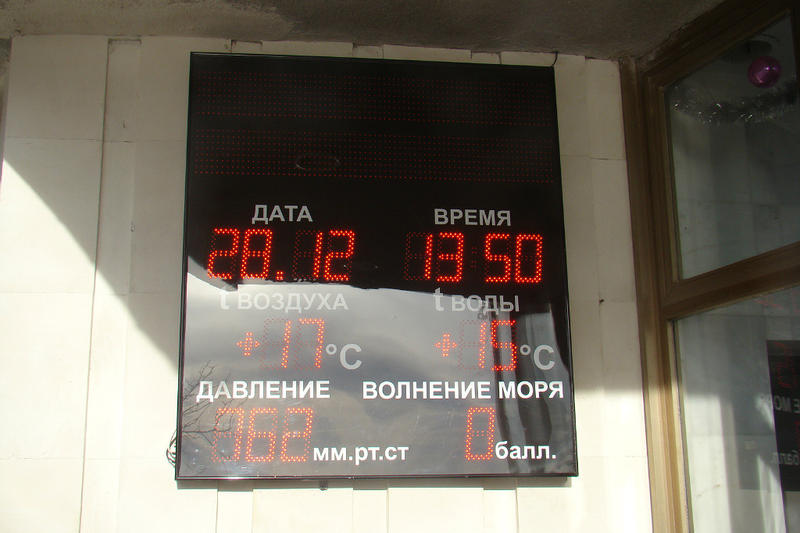 ДАТА ВРЕМЯ
28.12 13 50
t ВОЗДУХА t ВОДЫ
+17°C +15°C
ДАВЛЕНИЕ ВОЛНЕНИЕ МОРЯ
762 мм.рт.ст 0 балл.